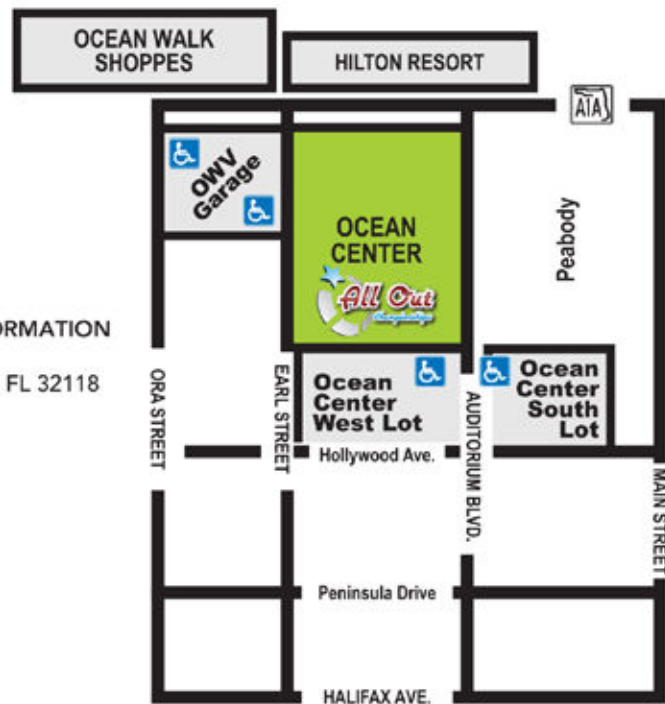 OCEAN WALK
SHOPPES
HILTON RESORT
A1A
OWV
Garage
OCEAN
CENTER
All Out
Championships
Peabody
ORMATION
FL 32118
Ocean
Center
West Lot
Ocean
Center
South
Lot
ORA STREET
EARL STREET
AUDITORIUM BLVD.
MAIN STREET
Hollywood Ave.
Peninsula Drive
HALIFAX AVE.